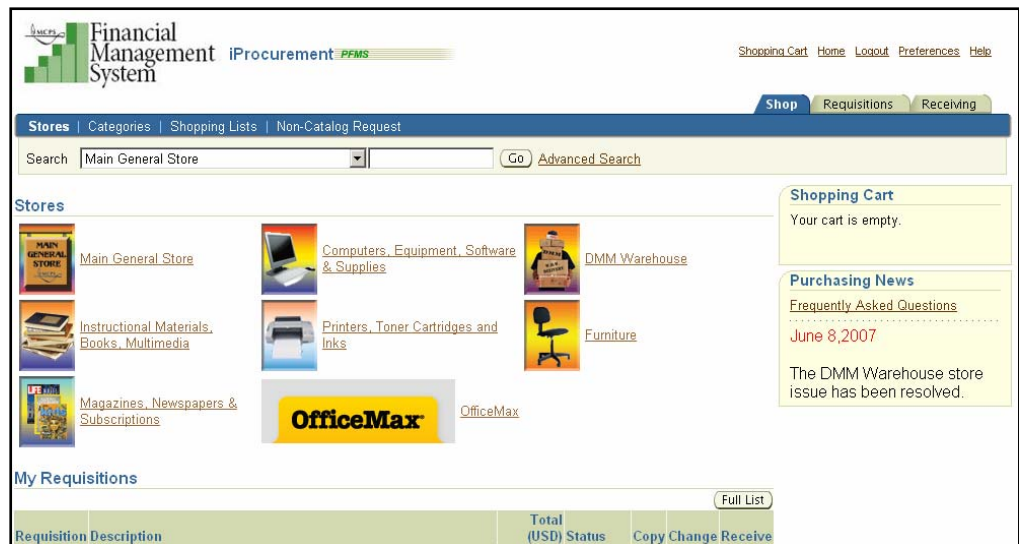 MCPS
Financial
Management
System
iProcurement PFMS
Shopping Cart Home Logout Preferences Help
Shop Requisitions Receiving
Stores | Categories | Shopping Lists | Non-Catalog Request
Search Main General Store Go Advanced Search
Stores
MAIN
GENERAL
STORE
Main General Store
Computers, Equipment, Software
& Supplies
DMM
DMM Warehouse
Instructional Materials,
Books, Multimedia
Printers, Toner Cartridges and
Inks
Furniture
LIFE
Magazines, Newspapers &
Subscriptions
OfficeMax
OfficeMax
Shopping Cart
Your cart is empty.
Purchasing News
Frequently Asked Questions
June 8,2007
The DMM Warehouse store
issue has been resolved.
My Requisitions
Full List
Requisition Description Total
(USD) Status Copy Change Receive